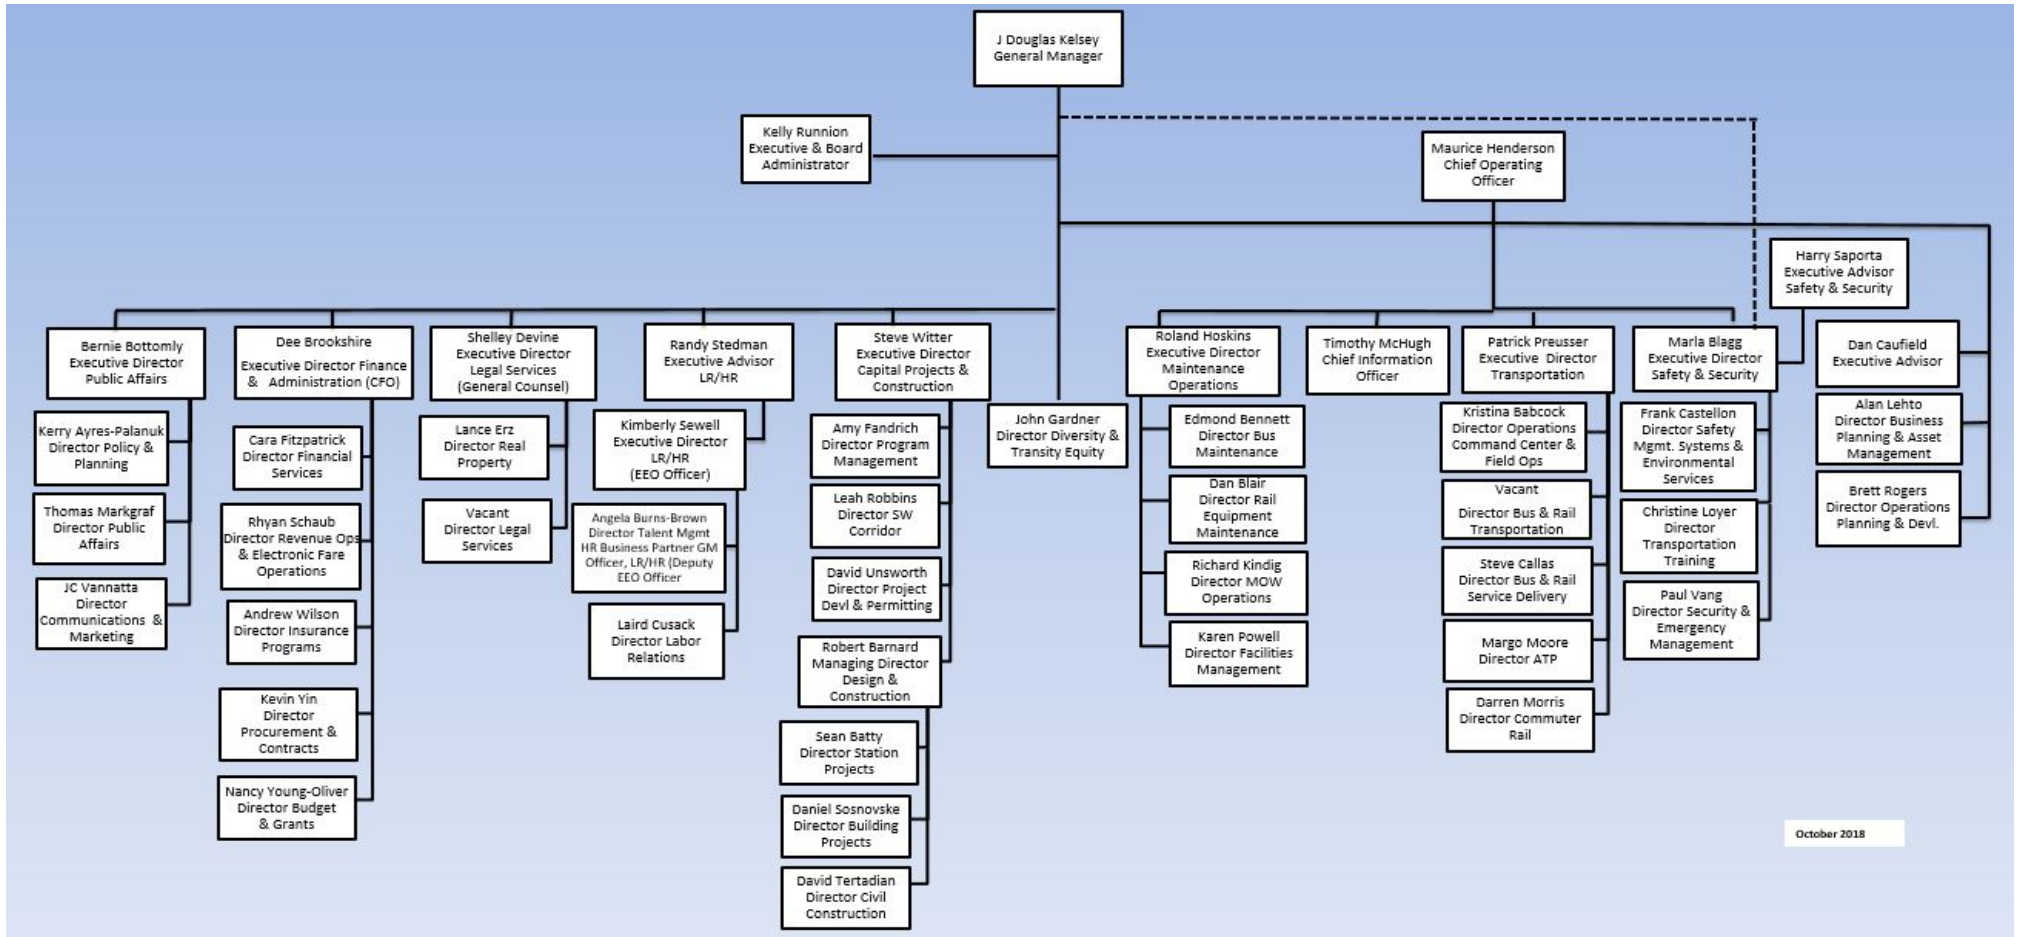 J Douglas Kelsey
General Manager
Kelly Runnion
Executive & Board
Administrator
Maurice Henderson
Chief Operating
Officer
Harry Saporta
Executive Advisor
Safety & Security
Bernie Bottomly
Executive Director
Public Affairs
Kerry Ayres-Palanuk
Director Policy &
Planning
Thomas Markgraf
Director Public
Affairs
JC Vannatta
Director
Communications &
Marketing
Dee Brookshire
Executive Director Finance
& Administration (CFO)
Cara Fitzpatrick
Director Financial
Services
Rhyan Schaub
Director Revenue Ops
& Electronic Fare
Operations
Andrew Wilson
Director Insurance
Programs
Kevin Yin
Director
Procurement &
Contracts
Nancy Young-Oliver
Director Budget
& Grants
Shelley Devine
Executive Director
Legal Services
(General Counsel)
Lance Erz
Director Real
Property
Vacant
Director Legal
Services
Randy Stedman
Executive Advisor
LR/HR
Kimberly Sewell
Executive Director
LR/HR
(EEO Officer)
Angela Burns-Brown
Director Talent Mgmt
HR Business Partner GM
Officer, LR/HR (Deputy
EEO Officer
Laird Cusack
Director Labor
Relations
Steve Witter
Executive Director
Capital Projects &
Construction
Amy Fandrich
Director Program
Management
Leah Robbins
Director SW
Corridor
David Unsworth
Director Project
Devl & Permitting
Robert Barnard
Managing Director
Design &
Construction
Sean Batty
Director Station
Projects
Daniel Sosnovske
Director Building
Projects
David Tertadian
Director Civil
Construction
John Gardner
Director Diversity &
Transity Equity
Roland Hoskins
Executive Director
Maintenance
Operations
Edmond Bennett
Director Bus
Maintenance
Dan Blair
Director Rail
Equipment
Maintenance
Richard Kindig
Director MOW
Operations
Karen Powell
Director Facilities
Management
Timothy McHugh
Chief Information
Officer
Patrick Preusser
Executive Director
Transportation
Kristina Babcock
Director Operations
Command Center &
Field Ops
Vacant
Director Bus & Rail
Transportation
Steve Callas
Director Bus & Rail
Service Delivery
Margo Moore
Director ATP
Darren Morris
Director Commuter
Rail
Marla Blagg
Executive Director
Safety & Security
Frank Castellon
Director Safety
Mgmt. Systems &
Environmental
Services
Christine Loyer
Director
Transportation
Training
Paul Vang
Director Security &
Emergency
Management
Dan Caufield
Executive Advisor
Alan Lehto
Director Business
Planning & Asset
Management
Brett Rogers
Director Operations
Planning & Devl.
October 2018